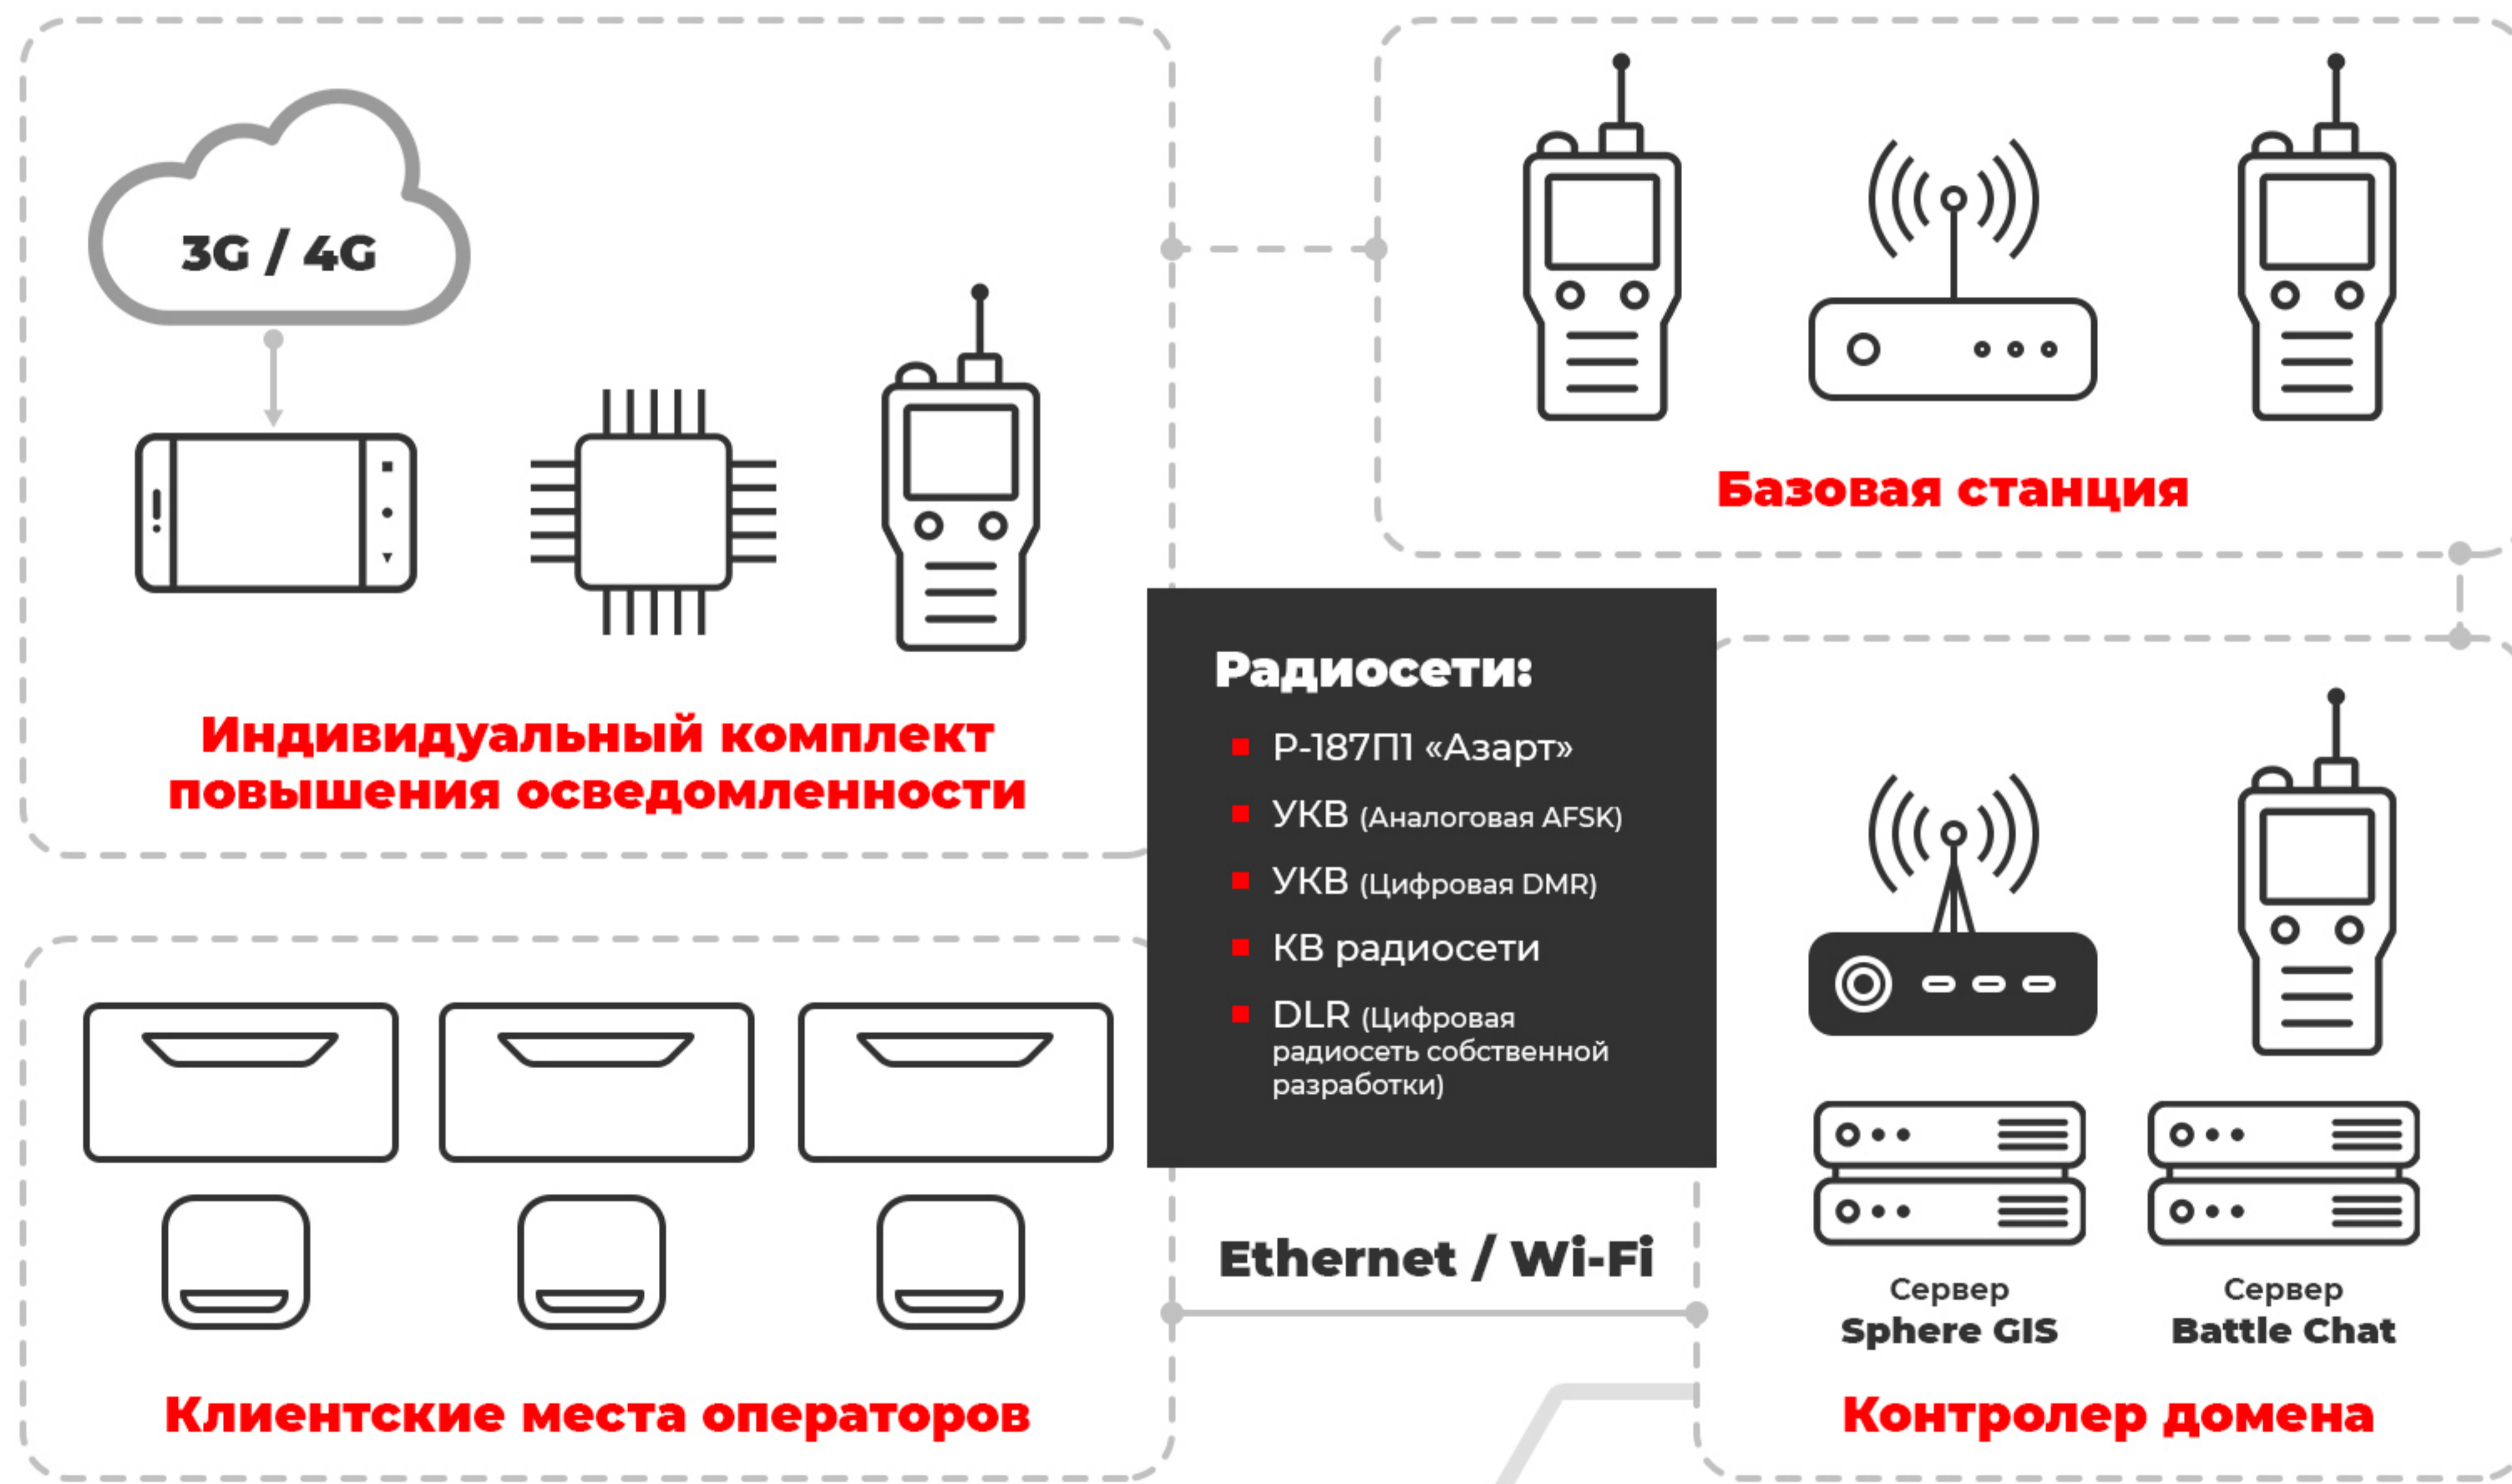 3G / 4G
Индивидуальный комплект
повышения осведомленности
Базовая станция
Радиосети:
Р-187П1 «Азарт»
УКВ (Аналоговая AFSK)
УКВ (Цифровая DMR)
КВ радиосети
DLR (Цифровая
радиосеть собственной
разработки)
Ethernet / Wi-Fi
Клиентские места операторов
Сервер
Sphere GIS
Сервер
Battle Chat
Контролер домена